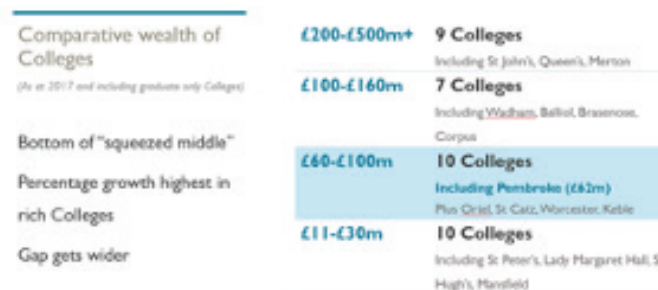 Comparative wealth of
Colleges
(As at 2017 and including graduate only Colleges)
Bottom of "squeezed middle"
Percentage growth highest in
rich Colleges
Gap gets wider
£200-£500m+ 9 Colleges
Including St John's, Queen's, Merton
£100-£160m 7 Colleges
Including Wadham, Balliol, Brasenose,
Corpus
£60-£100m 10 Colleges
Including Pembroke (£62m)
Plus Oriel, St Catz, Worcester, Keble
£11-£30m 10 Colleges
Including St Peter's, Lady Margaret Hall, S
Hugh's, Mansfield